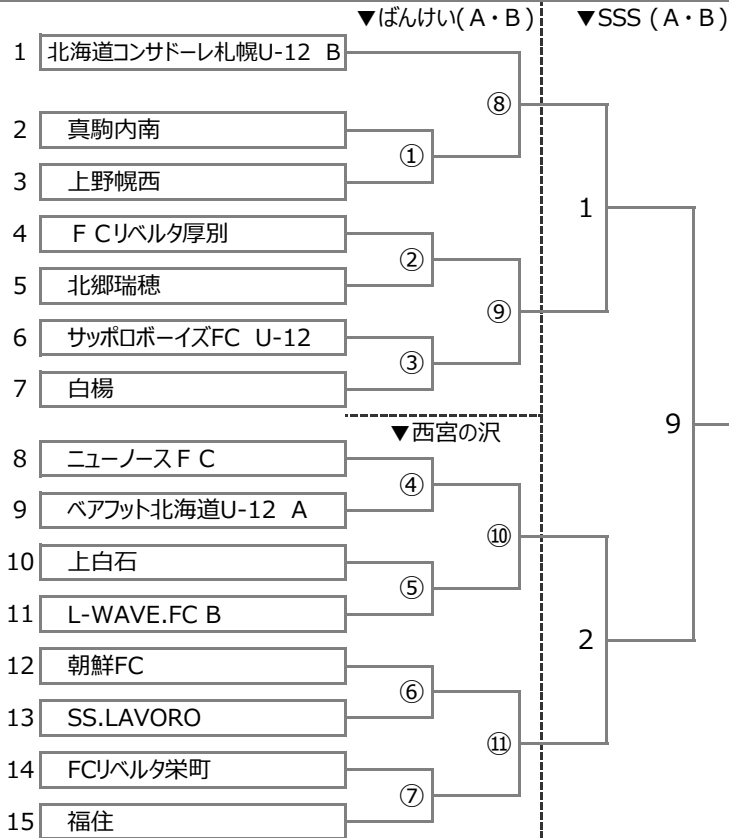 ▼ばんけい(A・B) ▼SSS (A・B)
1 北海道コンサドーレ札幌U-12 B
⑧
2 真駒内南
①
3 上野幌西
1
4 ＦＣリベルタ厚別
②
5 北郷瑞穂
⑨
6 サッポロボーイズFC U-12
③
7 白楊
9
▼西宮の沢
8 ニューノースＦＣ
④
9 ベアフット北海道U-12 A
⑩
10 上白石
⑤
11 L-WAVE.FC B
2
12 朝鮮FC
⑥
13 SS.LAVORO
⑪
14 FCリベルタ栄町
⑦
15 福住